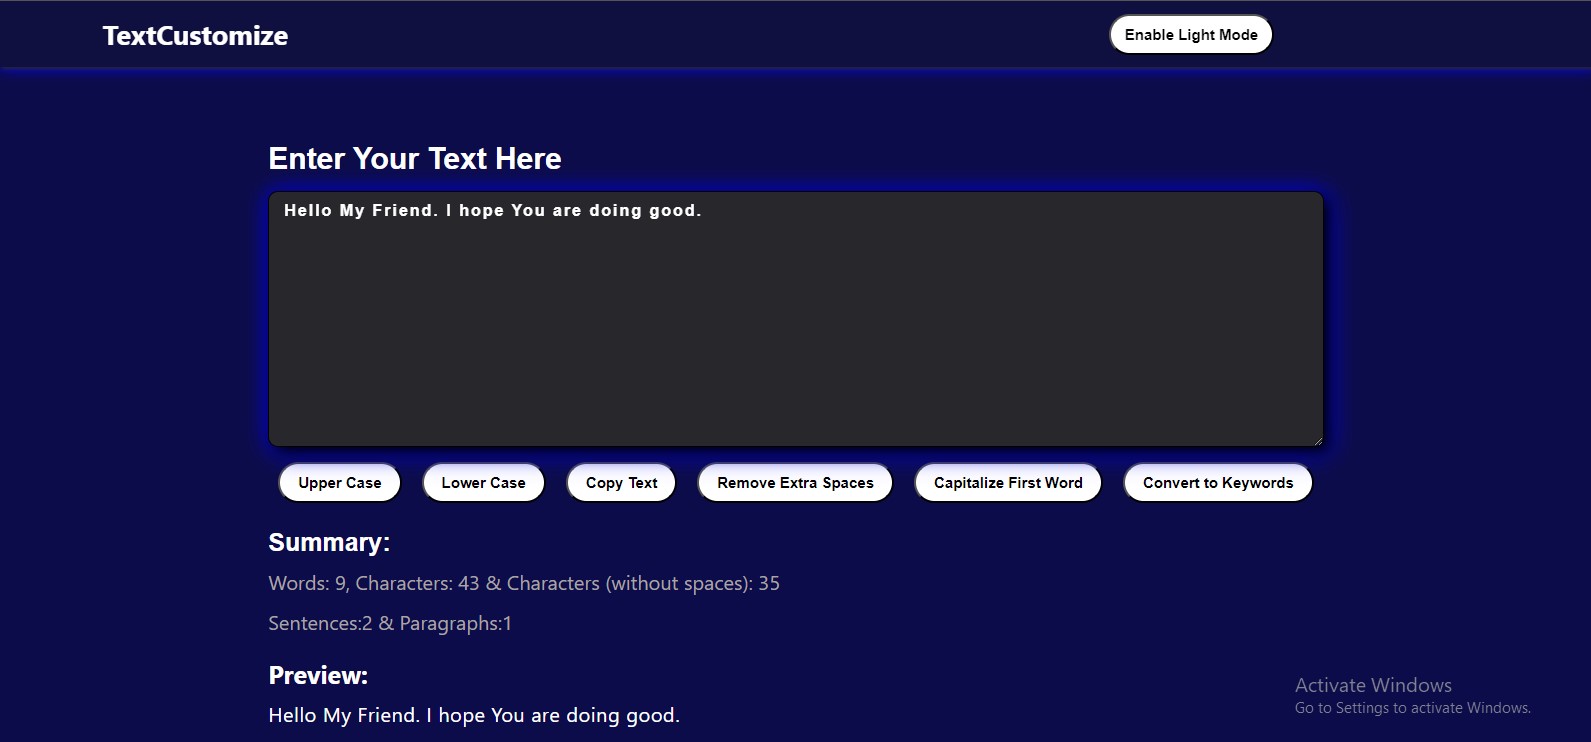 TextCustomize
Enable Light Mode
Enter Your Text Here
Hello My Friend. I hope You are doing good.
Upper Case
Lower Case
Copy Text
Remove Extra Spaces
Capitalize First Word
Convert to Keywords
Summary:
Words: 9, Characters: 43 & Characters (without spaces): 35
Sentences:2 & Paragraphs:1
Preview:
Hello My Friend. I hope You are doing good.
Activate Windows
Go to Settings to activate Windows.